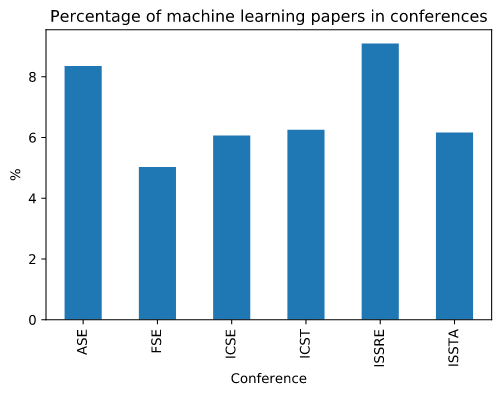 Percentage of machine learning papers in conferences
%
8
6
4
2
0
ASE
FSE
ICSE
ICST
ISSRE
ISSTA
Conference